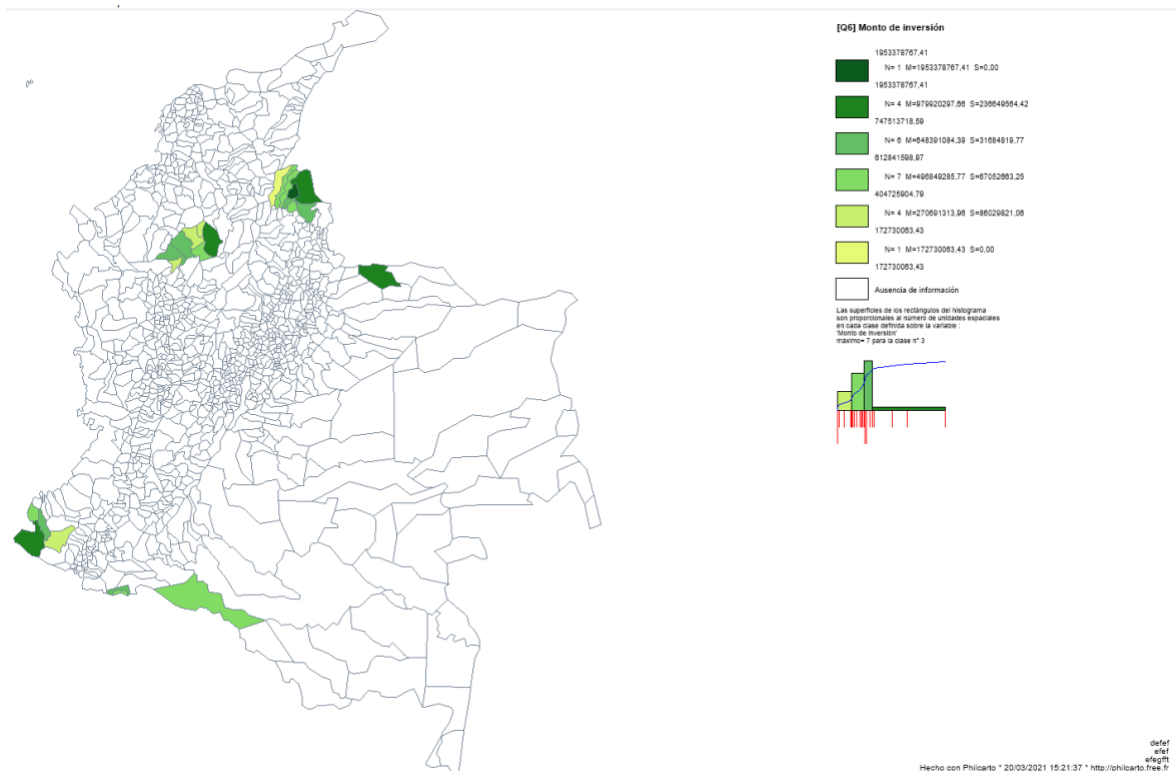 [Q6] Monto de inversión
1953378767,41
N= 1 M=1953378767,41 S=0,00
1953378767,41
N= 4 M=979920297,66 S=236649564,42
747513718,59
N= 6 M=648391084,39 S=31684819,77
612841598,97
N= 7 M=496849285,77 S=67052663,25
404725904,79
N= 4 M=270691313,96 S=86029821,06
172730063,43
N= 1 M=172730063,43 S=0,00
172730063,43
Ausencia de información
Las superficies de los rectángulos del histograma
son proporcionales al número de unidades espaciales
en cada clase definida sobre la variable :
'Monto de Inversión'
máximo= 7 para la clase n° 3
defef
efef
efegfft
Hecho con Philcarto * 20/03/2021 15:21:37 * http://philcarto.free.fr